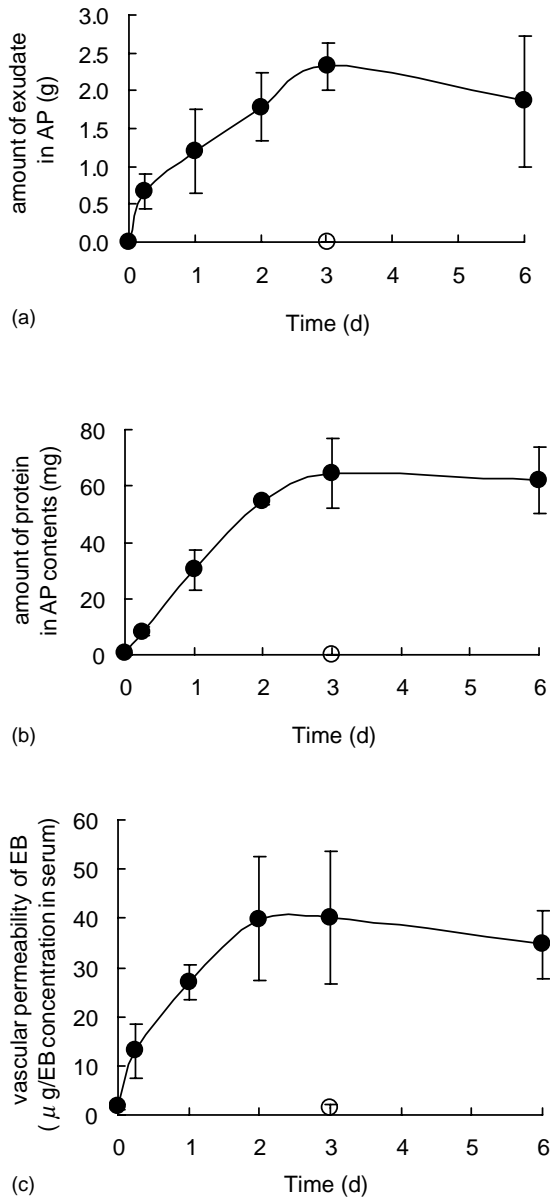 amount of exudate
in AP (g)
3.0
2.5
2.0
1.5
1.0
0.5
0.0
0 1 2 3 4 5 6
(a)
Time (d)
amount of protein
in AP contents (mg)
80
60
40
20
0
0 1 2 3 4 5 6
(b)
Time (d)
vascular permeability of EB
( μ g/EB concentration in serum)
60
50
40
30
20
10
0
0 1 2 3 4 5 6
(c)
Time (d)